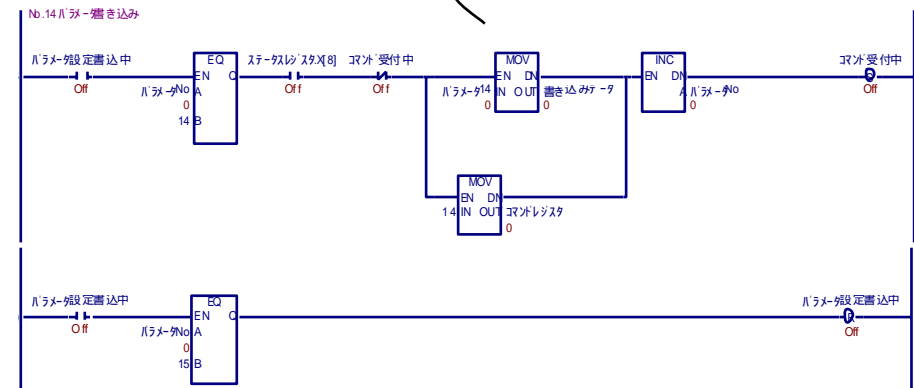 No.14パラメータ書き込み
パラメータ設定書込中
EQ
ステータスレジスタX[8]
コマンド受付中
MOV
INC
コマンド受付中
EN Q
EN DN
EN DN
Off
Off
Off
Off
パラメータNo A
パラメータ14 IN OUT 書き込みデータ
A パラメータNo
0
0
0
0
14 B
MOV
EN DN
14 IN OUT コマンドレジスタ
0
パラメータ設定書込中
EQ
パラメータ設定書込中
EN Q
R
Off
Off
パラメータNo A
0
15 B